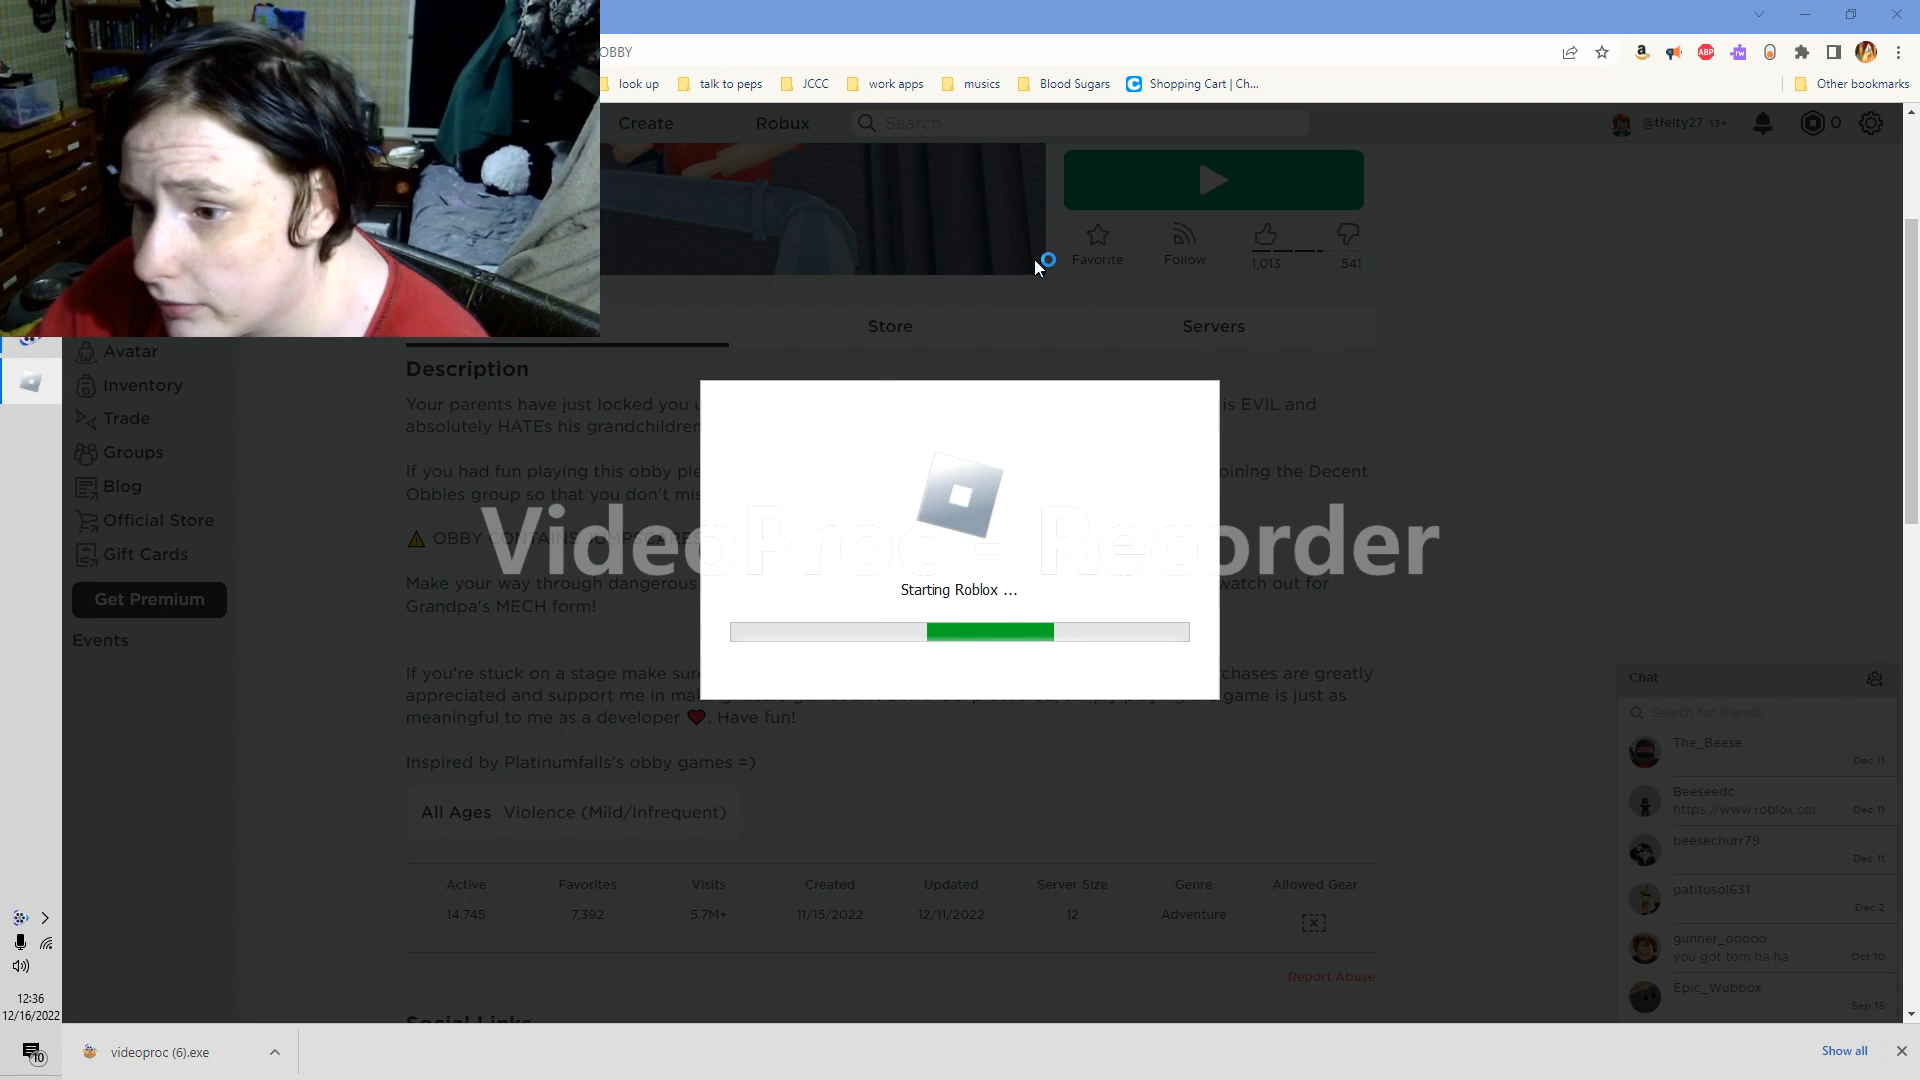 OBBY
look up
talk to peps
JCCC
work apps
musics
Blood Sugars
Shopping Cart | Ch...
Other bookmarks
Create
Robux
Search
@tfelty27 13+
0
Favorite
Follow
1,013
541
Store
Servers
Avatar
Inventory
Trade
Groups
Blog
Official Store
Gift Cards
Get Premium
Events
Description
Your parents have just locked you is EVIL and
absolutely HATEs his grandchildren
If you had fun playing this obby joining the Decent
Obbies group so that you don't
OBBY CONTAINS JUMPSCARES
Make your way through dangerous watch out for
Grandpa's MECH form!
If you're stuck on a stage make are greatly
appreciated and support me in game is just as
meaningful to me as a developer ❤. Have fun!
Inspired by Platinumfalls's obby games =)
VideoProc - Recorder
Starting Roblox ...
All Ages Violence (Mild/Infrequent)
Active Favorites Visits Created Updated Server Size Genre Allowed Gear
14,745 7,392 5.7M+ 11/15/2022 12/11/2022 12 Adventure
Report Abuse
Chat
Search for friends
The_Beese
Dec 11
Beeseedc
https://www.roblox.co
Dec 11
beesechurr79
Dec 11
patitosol631
Dec 2
gunner_ooooo
you got tom ha ha
Oct 10
Epic_Wubbox
Sep 15
12:36
12/16/2022
10
videoproc (6).exe
Show all